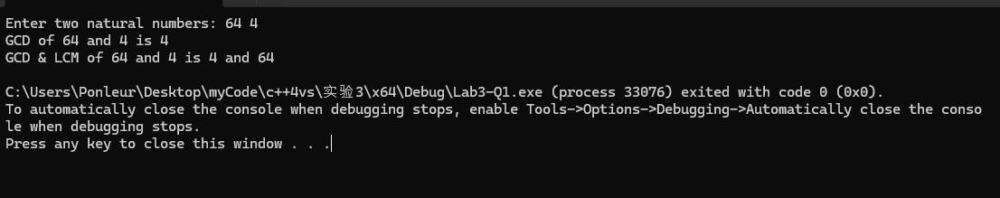 Enter two natural numbers: 64 4
GCD of 64 and 4 is 4
GCD & LCM of 64 and 4 is 4 and 64
C:\Users\Ponleur\Desktop\myCode\c++4vs\实验3\x64\Debug\Lab3-Q1.exe (process 33076) exited with code 0 (0x0).
To automatically close the console when debugging stops, enable Tools->Options->Debugging->Automatically close the conso
le when debugging stops.
Press any key to close this window . . .